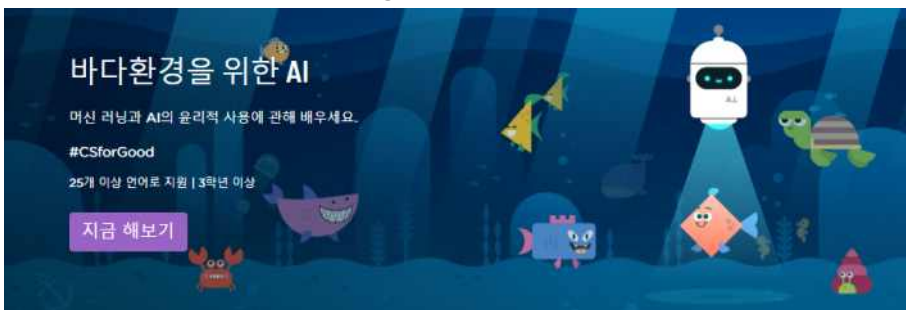 바다환경을 위한 AI
머신 러닝과 AI의 윤리적 사용에 관해 배우세요.
#CSforGood
25개 이상 언어로 지원 | 3학년 이상
지금 해보기
A.I.